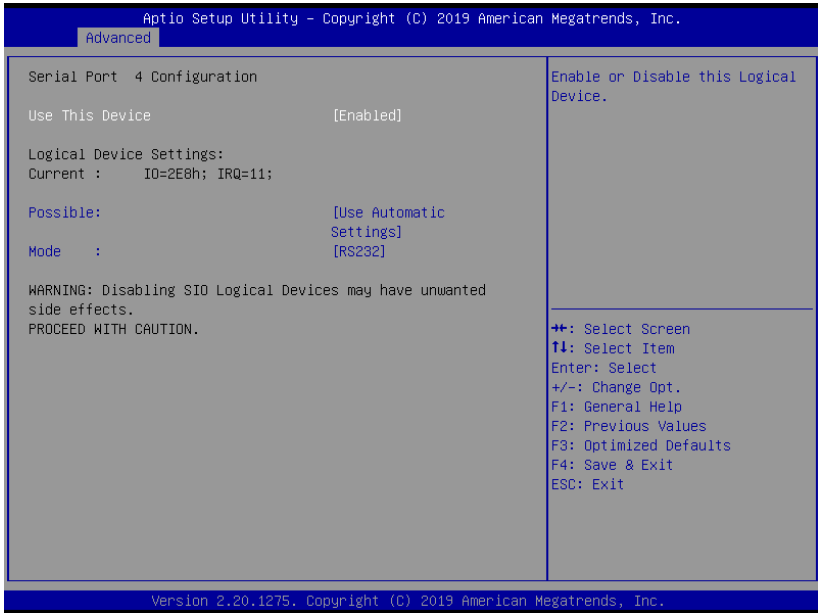 Aptio Setup Utility – Copyright (C) 2019 American Megatrends, Inc.
Advanced
Serial Port 4 Configuration
Use This Device [Enabled]
Logical Device Settings:
Current : IO=2E8h; IRQ=11;
Possible: [Use Automatic
Settings]
Mode : [RS232]
WARNING: Disabling SIO Logical Devices may have unwanted
side effects.
PROCEED WITH CAUTION.
Enable or Disable this Logical
Device.
→←: Select Screen
↑↓: Select Item
Enter: Select
+/-: Change Opt.
F1: General Help
F2: Previous Values
F3: Optimized Defaults
F4: Save & Exit
ESC: Exit
Version 2.20.1275. Copyright (C) 2019 American Megatrends, Inc.